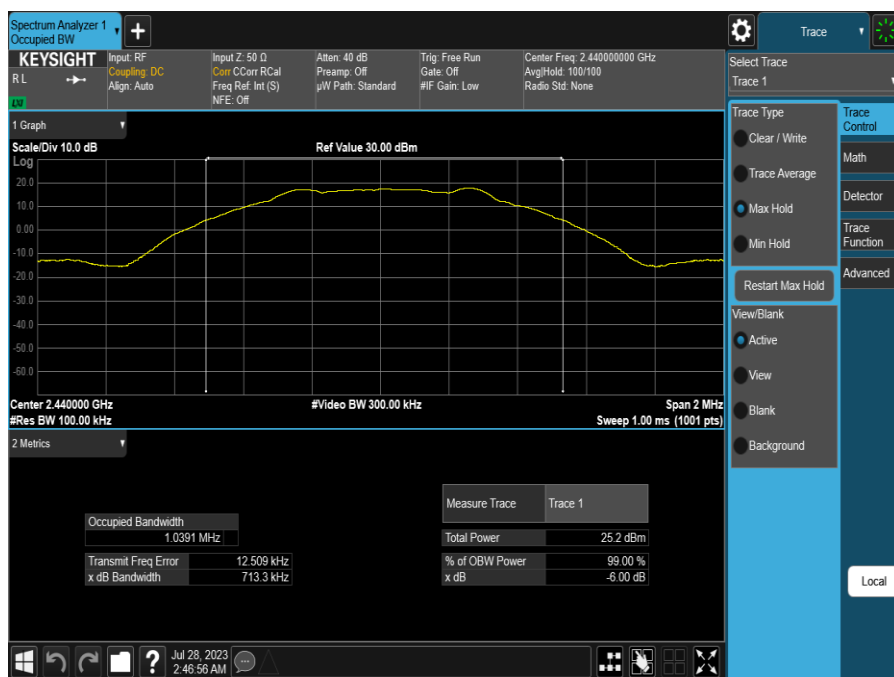 Spectrum Analyzer 1
Occupied BW
Trace
KEYSIGHT
R L
LXI
Input: RF
Coupling: DC
Align: Auto
Input Z: 50 Ω
Corr CCorr RCal
Freq Ref: Int (S)
NFE: Off
Atten: 40 dB
Preamp: Off
µW Path: Standard
Trig: Free Run
Gate: Off
#IF Gain: Low
Center Freq: 2.440000000 GHz
Avg|Hold: 100/100
Radio Std: None
Select Trace
Trace 1
1 Graph
Scale/Div 10.0 dB
Ref Value 30.00 dBm
Log
20.0
10.0
0.00
-10.0
-20.0
-30.0
-40.0
-50.0
-60.0
Center 2.440000 GHz
#Video BW 300.00 kHz
Span 2 MHz
#Res BW 100.00 kHz
Sweep 1.00 ms (1001 pts)
2 Metrics
Measure Trace
Trace 1
Occupied Bandwidth
1.0391 MHz
Total Power
25.2 dBm
Transmit Freq Error
12.509 kHz
% of OBW Power
99.00 %
x dB Bandwidth
713.3 kHz
x dB
-6.00 dB
Trace Type
Clear / Write
Trace Average
Max Hold
Min Hold
Restart Max Hold
View/Blank
Active
View
Blank
Background
Trace
Control
Math
Detector
Trace
Function
Advanced
Local
?
Jul 28, 2023
2:46:56 AM